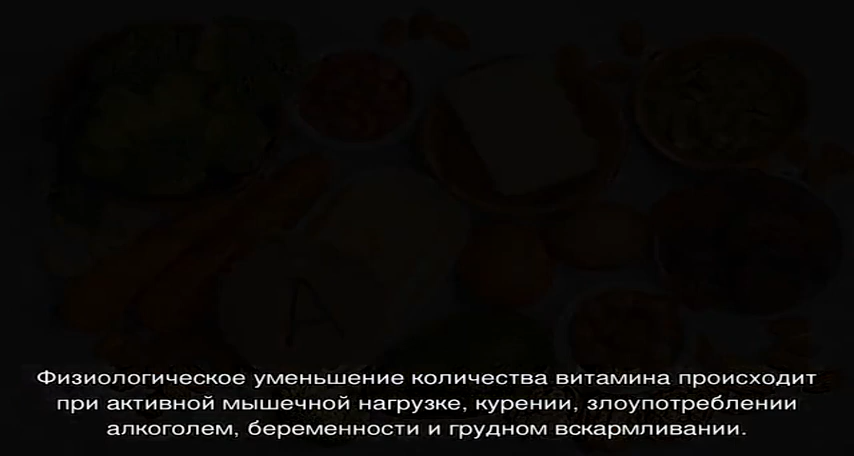 A
Физиологическое уменьшение количества витамина происходит
при активной мышечной нагрузке, курении, злоупотреблении
алкоголем, беременности и грудном вскармливании.